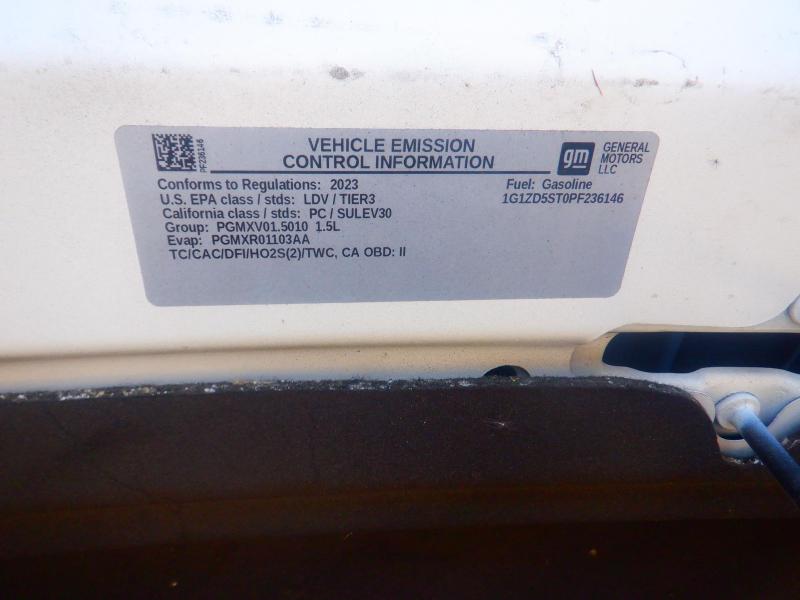 PF236146
VEHICLE EMISSION
CONTROL INFORMATION
gm
GENERAL
MOTORS
LLC
Conforms to Regulations: 2023
U.S. EPA class / stds: LDV / TIER3
California class / stds: PC / SULEV30
Group: PGMXV01.5010 1.5L
Evap: PGMXR01103AA
TC/CAC/DFI/HO2S(2)/TWC, CA OBD: II
Fuel: Gasoline
1G1ZD5ST0PF236146